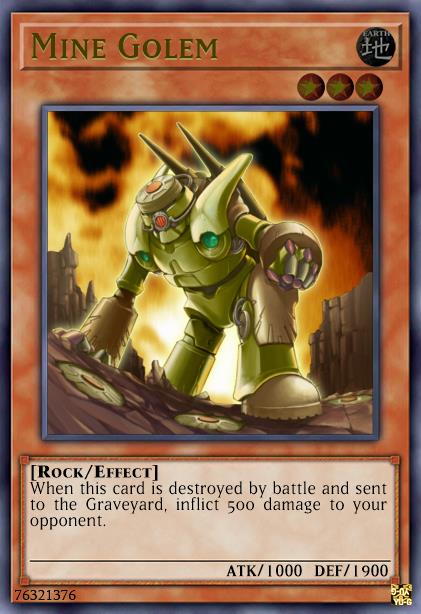 Mine Golem
EARTH
地
[Rock/Effect]
When this card is destroyed by battle and sent
to the Graveyard, inflict 500 damage to your
opponent.
ATK/1000 DEF/1900
76321376